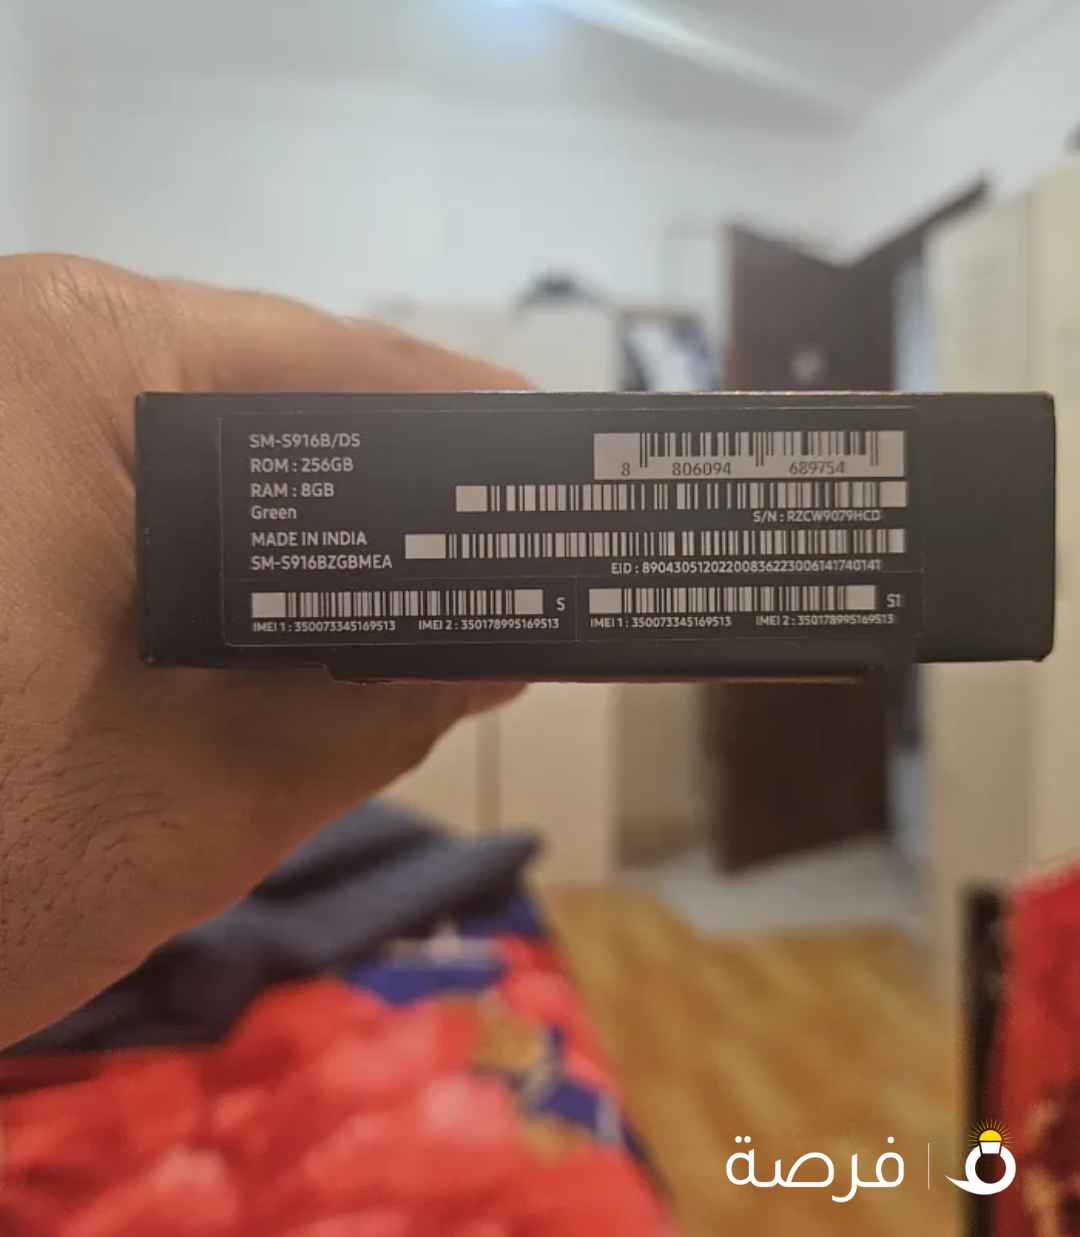 SM-S916B/DS
ROM : 256GB
RAM : 8GB
Green
MADE IN INDIA
SM-S916BZGBMEA
8 806094 689754
S/N : RZCW9079HCD
EID : 89043051202200836223006141740141
S
IMEI 1 : 350073345169513 IMEI 2 : 350178995169513
S1
IMEI 1 : 350073345169513 IMEI 2 : 350178995169513
فرصة